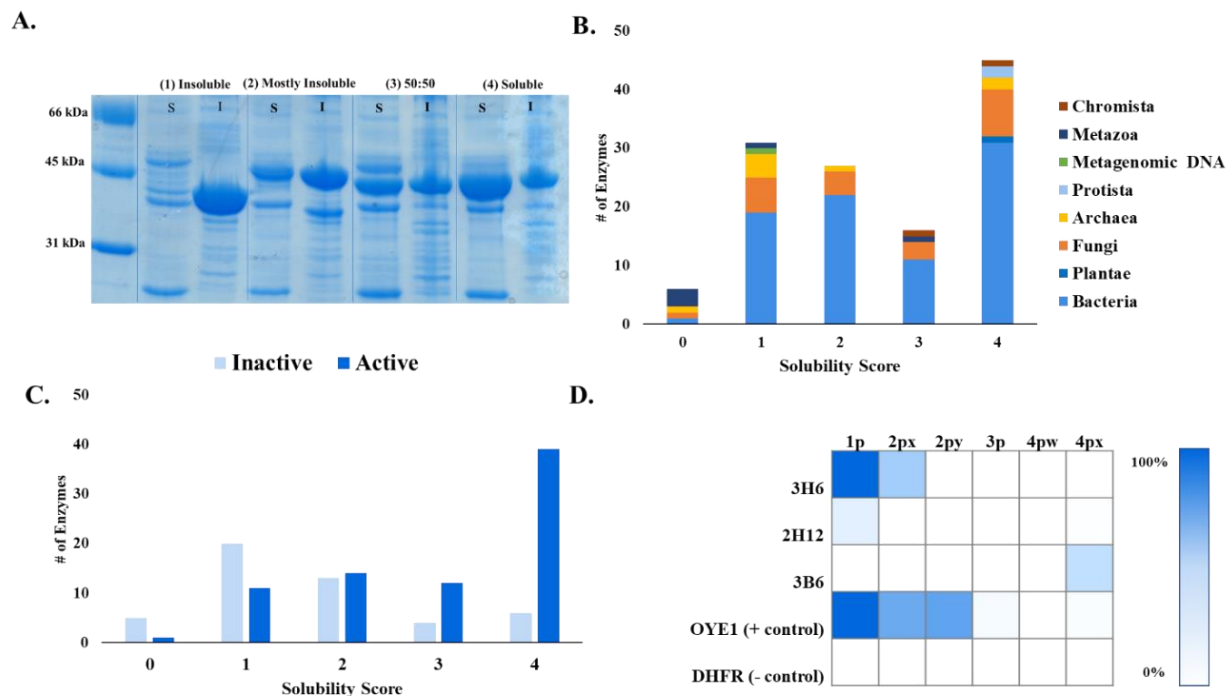 A.
(1) Insoluble (2) Mostly Insoluble (3) 50:50 (4) Soluble
S I S I S I S I
66 kDa
45 kDa
31 kDa
B.
# of Enzymes
50
40
30
20
10
0
0 1 2 3 4
Solubility Score
Chromista
Metazoa
Metagenomic DNA
Protista
Archaea
Fungi
Plantae
Bacteria
Inactive Active
C.
# of Enzymes
50
40
30
20
10
0
0 1 2 3 4
Solubility Score
D.
1p 2px 2py 3p 4pw 4px
3H6
2H12
3B6
OYE1 (+ control)
DHFR (- control)
100%
0%